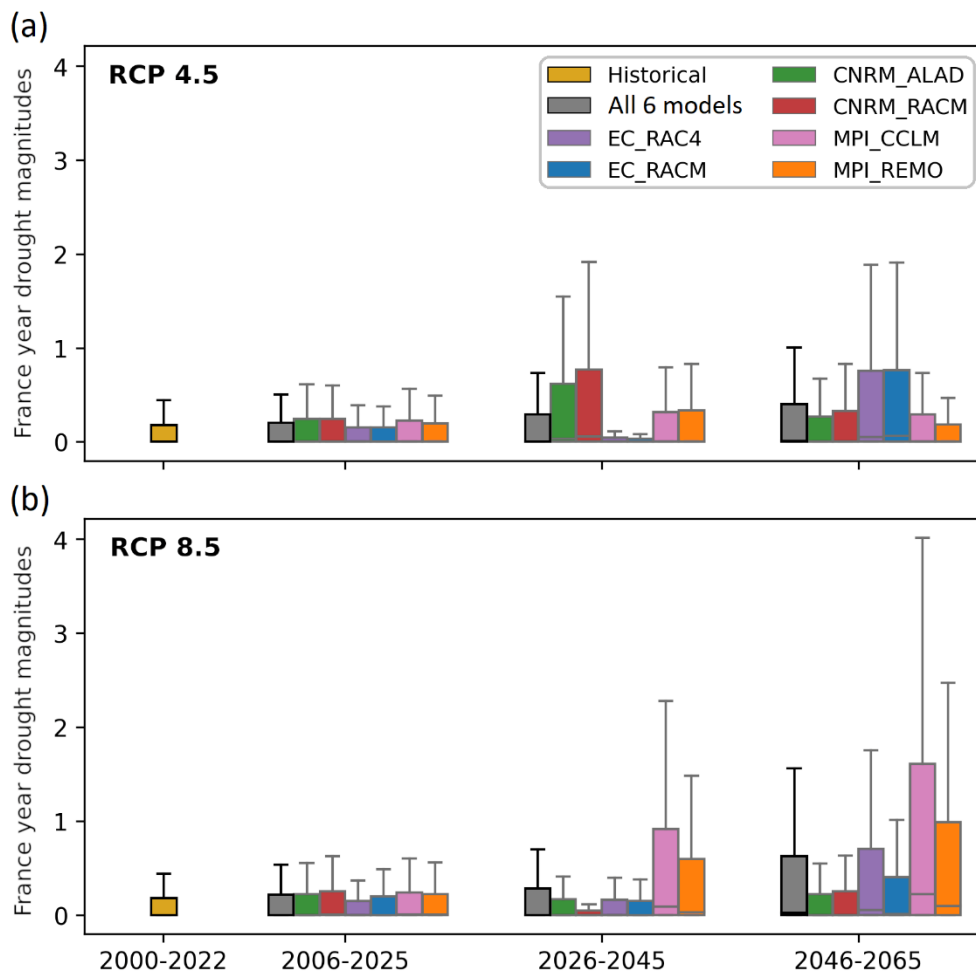 (a)
RCP 4.5
Historical
All 6 models
EC_RAC4
EC_RACM
CNRM_ALAD
CNRM_RACM
MPI_CCLM
MPI_REMO
France year drought magnitudes
4
3
2
1
0
(b)
RCP 8.5
France year drought magnitudes
4
3
2
1
0
2000-2022
2006-2025
2026-2045
2046-2065